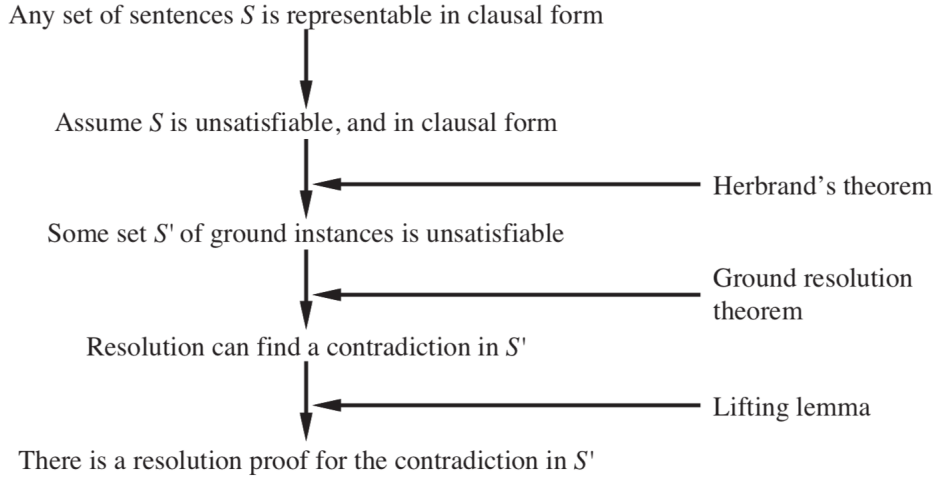 Any set of sentences S is representable in clausal form
Assume S is unsatisfiable, and in clausal form
Herbrand’s theorem
Some set S' of ground instances is unsatisfiable
Ground resolution
theorem
Resolution can find a contradiction in S'
Lifting lemma
There is a resolution proof for the contradiction in S'